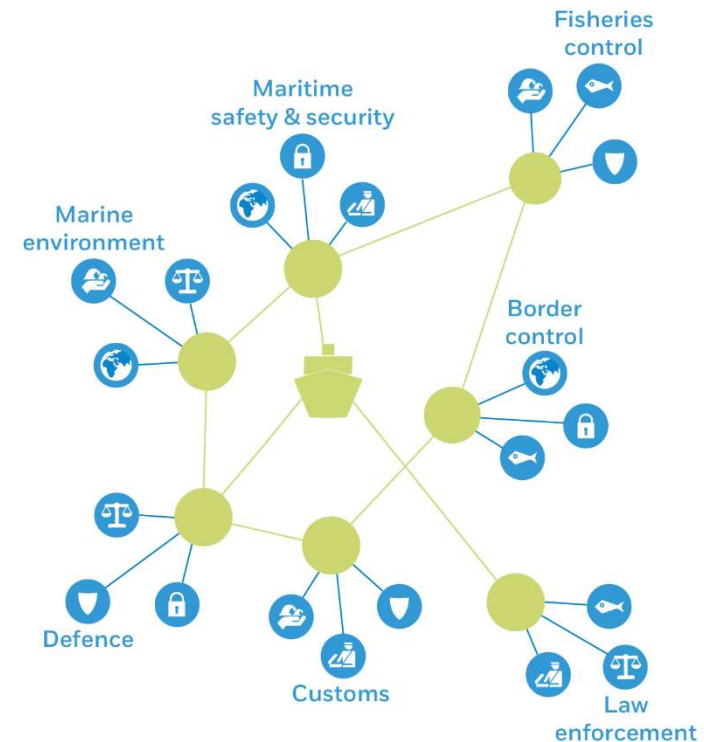 Fisheries
control
Maritime
safety & security
Marine
environment
Border
control
Defence
Customs
Law
enforcement